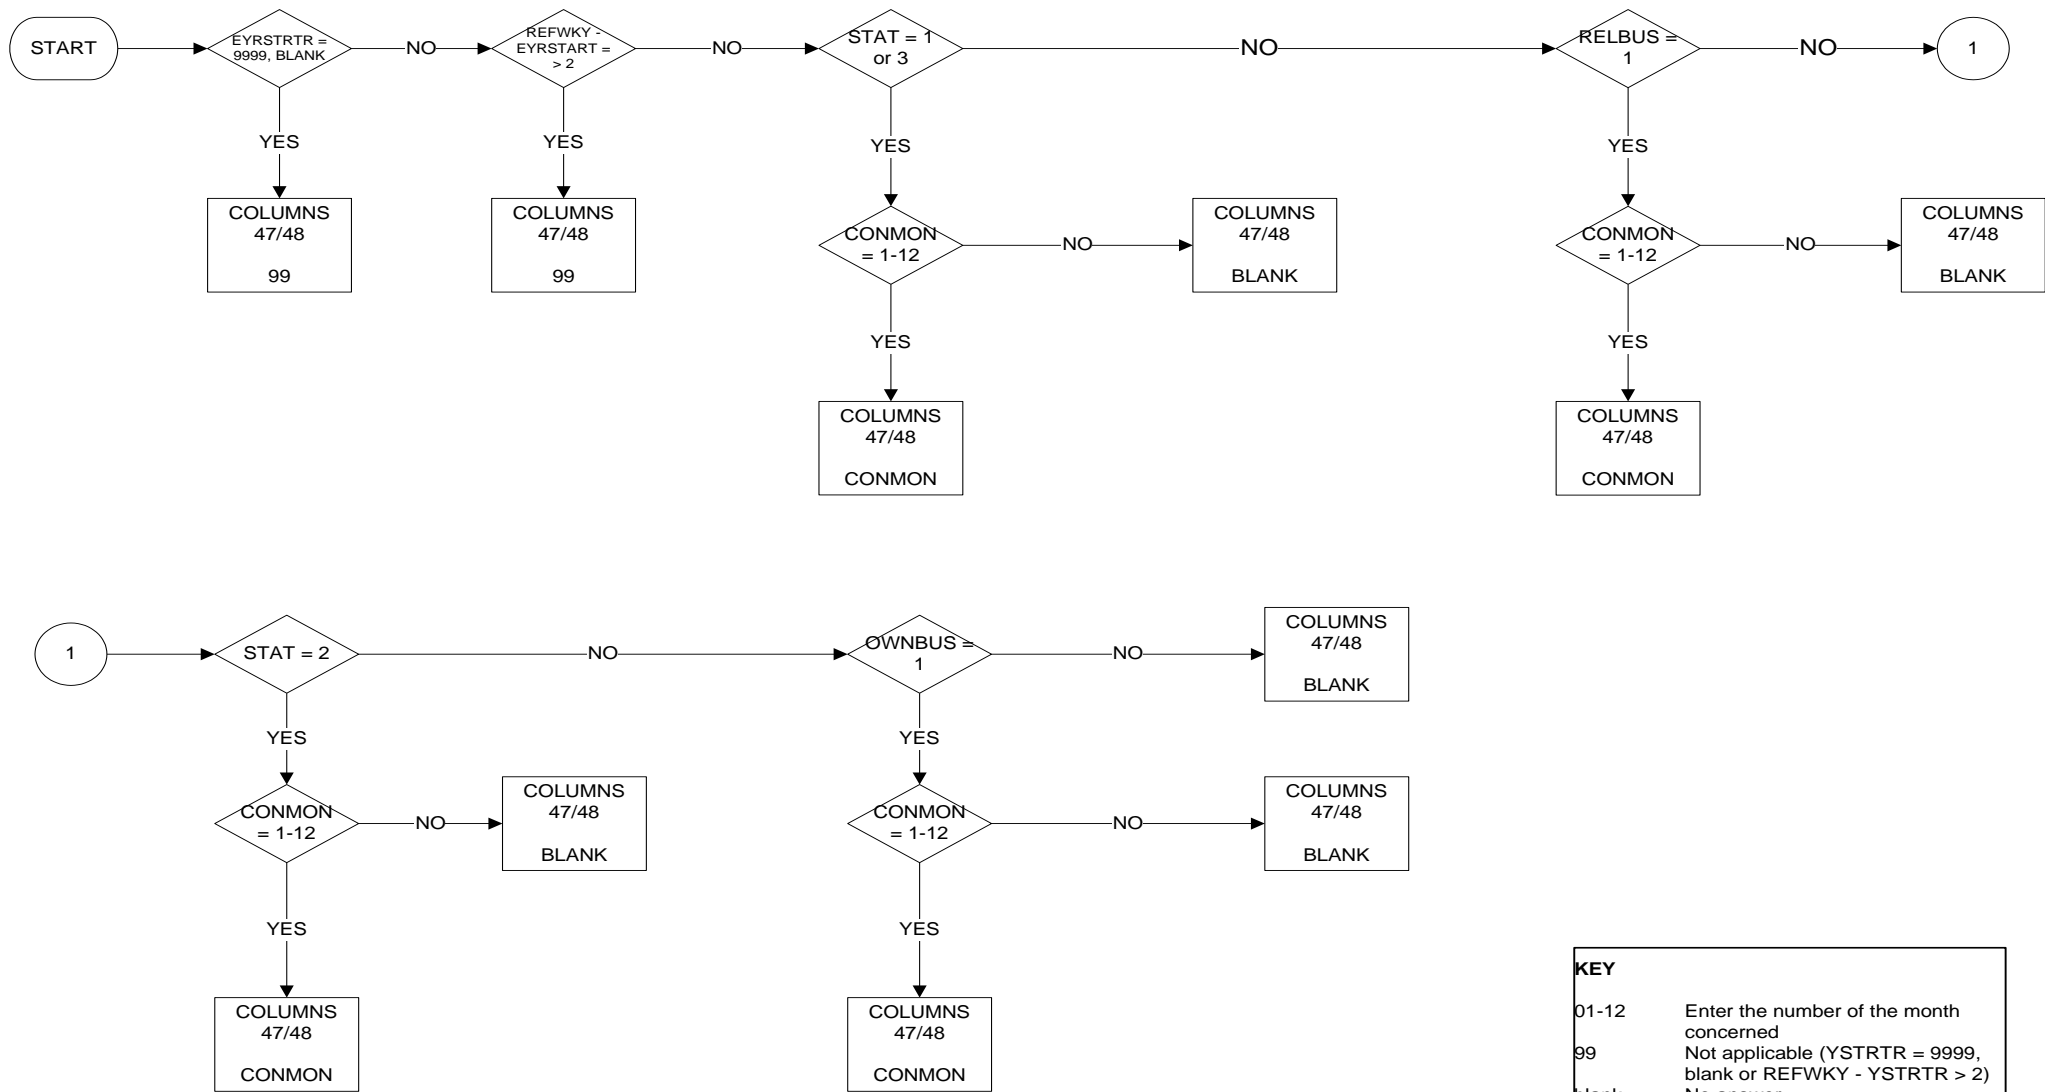 START
EYRSTRTR =
9999, BLANK
NO
REFWKY -
EYRSTART =
> 2
NO
STAT = 1
or 3
NO
RELBUS =
1
NO
1
YES
YES
YES
YES
COLUMNS
47/48
99
COLUMNS
47/48
99
CONMON
= 1-12
NO
COLUMNS
47/48
BLANK
CONMON
= 1-12
NO
COLUMNS
47/48
BLANK
YES
YES
COLUMNS
47/48
CONMON
COLUMNS
47/48
CONMON
1
STAT = 2
NO
OWNBUS =
1
NO
COLUMNS
47/48
BLANK
YES
YES
CONMON
= 1-12
NO
COLUMNS
47/48
BLANK
CONMON
= 1-12
NO
COLUMNS
47/48
BLANK
YES
YES
COLUMNS
47/48
CONMON
COLUMNS
47/48
CONMON
KEY
01-12 Enter the number of the month
concerned
99 Not applicable (YSTRTR = 9999,
blank or REFWKY - YSTRTR > 2)
blank No answer